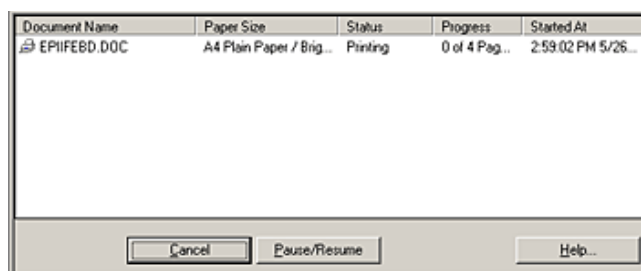 Document Name Paper Size Status Progress Started At
EPIIFEBD.DOC A4 Plain Paper / Brig... Printing 0 of 4 Pag... 2:59:02 PM 5/26...
Cancel Pause/Resume Help...